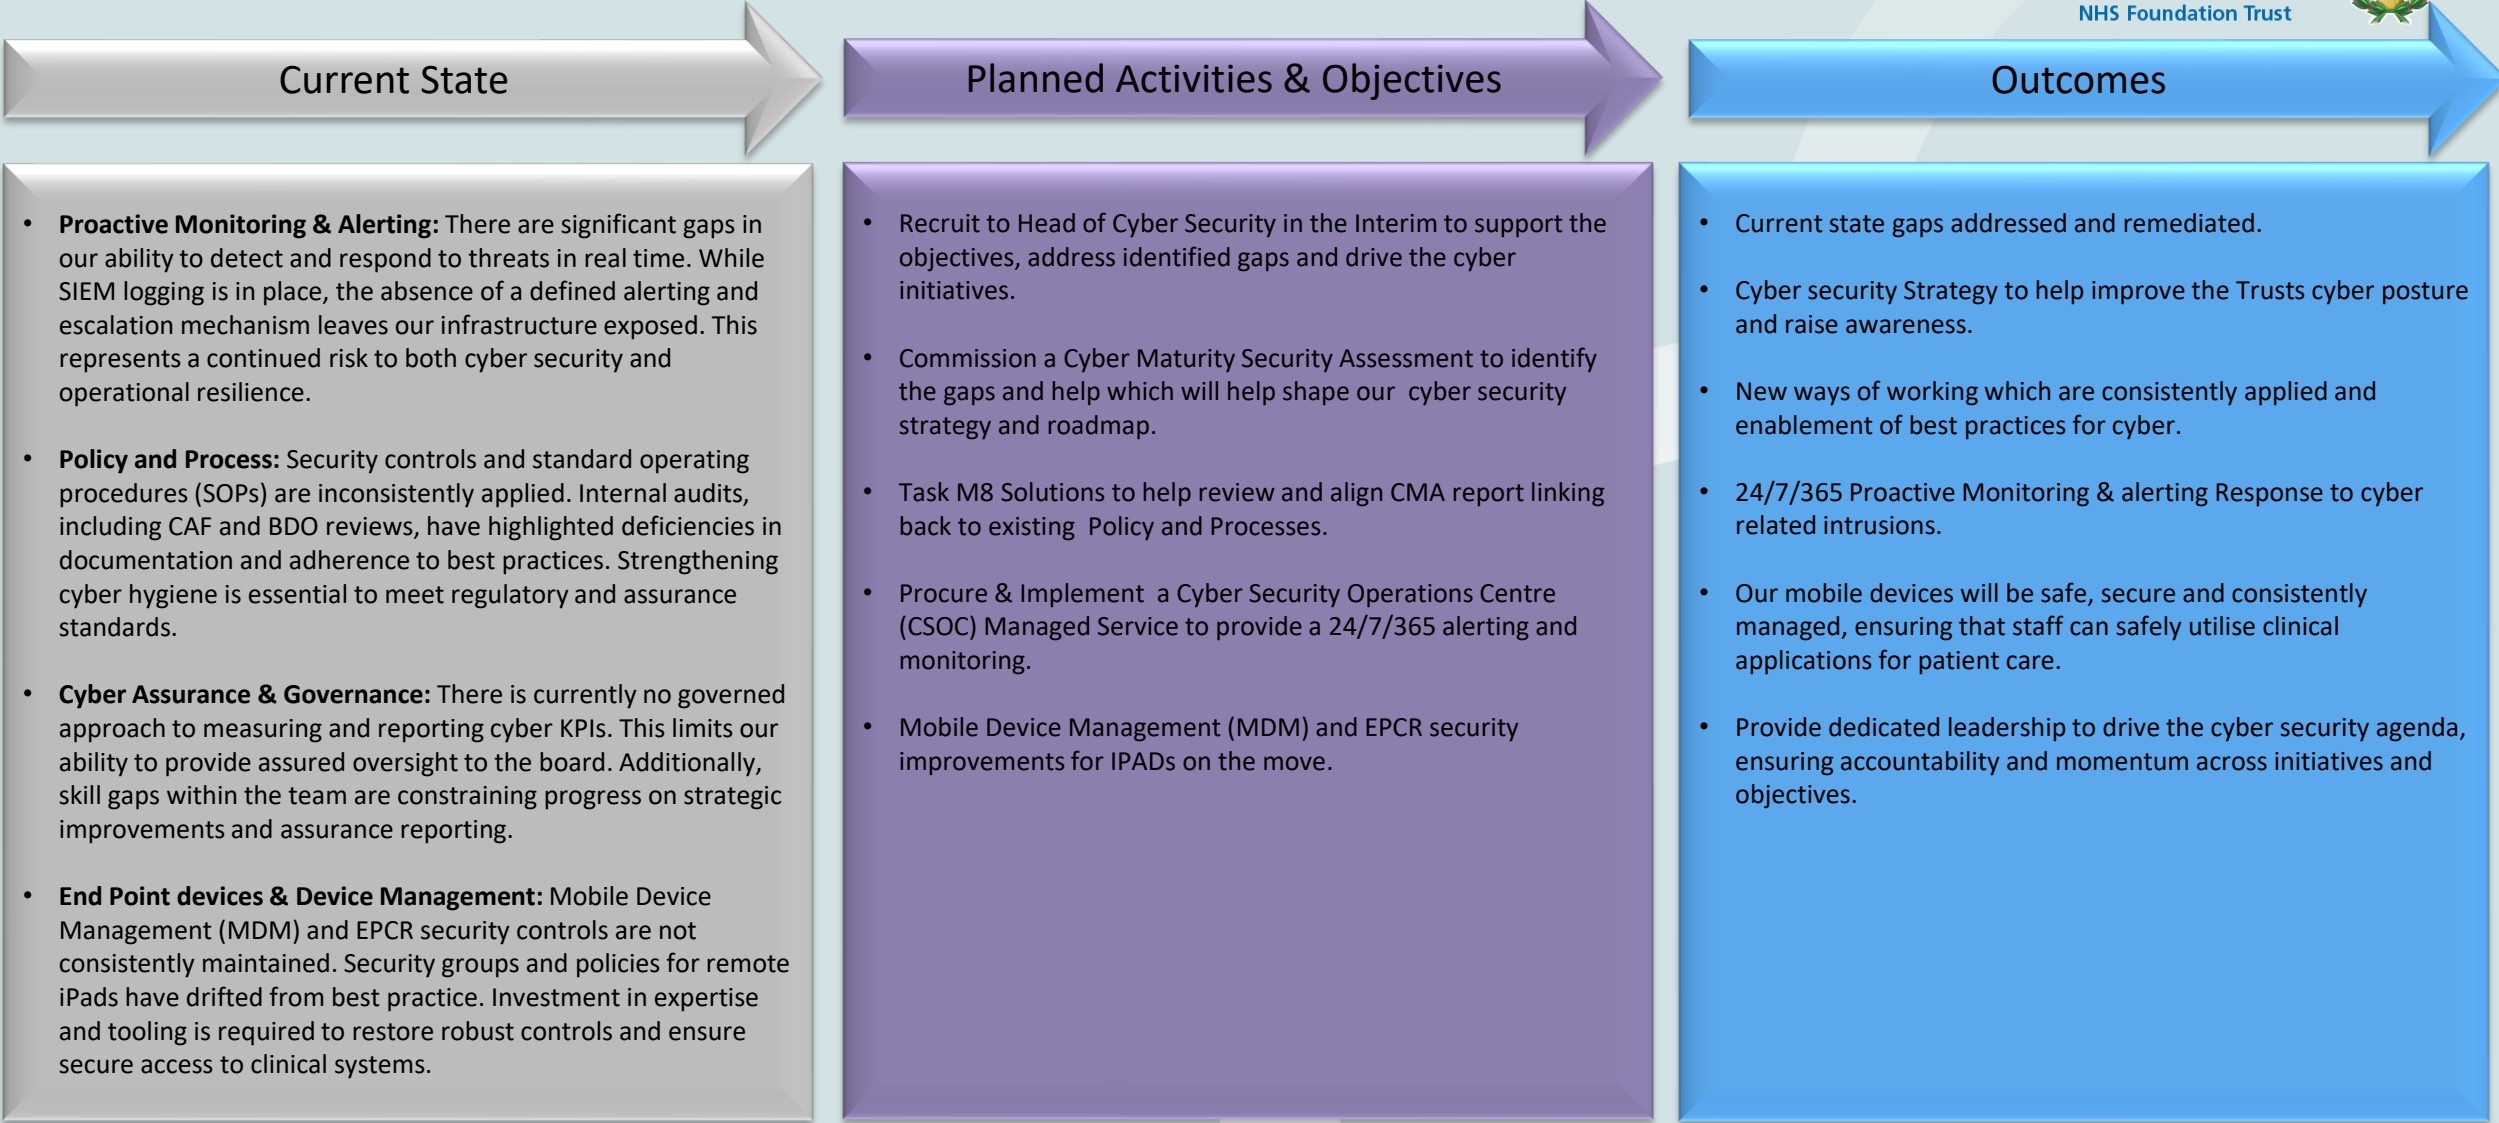 NHS Foundation Trust
Current State
• Proactive Monitoring & Alerting: There are significant gaps in
our ability to detect and respond to threats in real time. While
SIEM logging is in place, the absence of a defined alerting and
escalation mechanism leaves our infrastructure exposed. This
represents a continued risk to both cyber security and
operational resilience.
• Policy and Process: Security controls and standard operating
procedures (SOPs) are inconsistently applied. Internal audits,
including CAF and BDO reviews, have highlighted deficiencies in
documentation and adherence to best practices. Strengthening
cyber hygiene is essential to meet regulatory and assurance
standards.
• Cyber Assurance & Governance: There is currently no governed
approach to measuring and reporting cyber KPIs. This limits our
ability to provide assured oversight to the board. Additionally,
skill gaps within the team are constraining progress on strategic
improvements and assurance reporting.
• End Point devices & Device Management: Mobile Device
Management (MDM) and EPCR security controls are not
consistently maintained. Security groups and policies for remote
iPads have drifted from best practice. Investment in expertise
and tooling is required to restore robust controls and ensure
secure access to clinical systems.
Planned Activities & Objectives
• Recruit to Head of Cyber Security in the Interim to support the
objectives, address identified gaps and drive the cyber
initiatives.
• Commission a Cyber Maturity Security Assessment to identify
the gaps and help which will help shape our  cyber security
strategy and roadmap.
• Task M8 Solutions to help review and align CMA report linking
back to existing  Policy and Processes.
• Procure & Implement  a Cyber Security Operations Centre
(CSOC) Managed Service to provide a 24/7/365 alerting and
monitoring.
• Mobile Device Management (MDM) and EPCR security
improvements for IPADs on the move.
Outcomes
• Current state gaps addressed and remediated.
• Cyber security Strategy to help improve the Trusts cyber posture
and raise awareness.
• New ways of working which are consistently applied and
enablement of best practices for cyber.
• 24/7/365 Proactive Monitoring & alerting Response to cyber
related intrusions.
• Our mobile devices will be safe, secure and consistently
managed, ensuring that staff can safely utilise clinical
applications for patient care.
• Provide dedicated leadership to drive the cyber security agenda,
ensuring accountability and momentum across initiatives and
objectives.